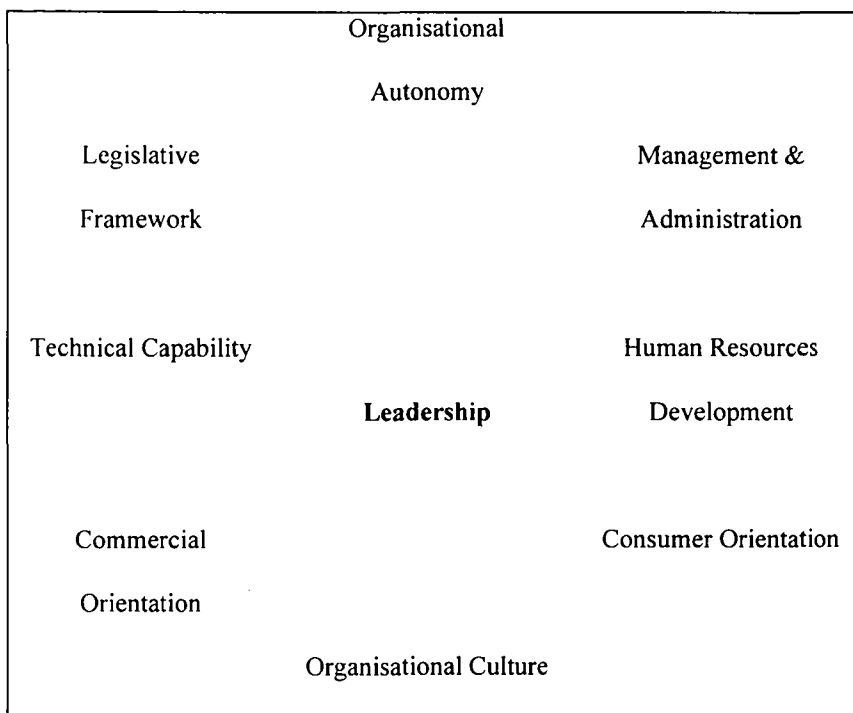 Organisational
Autonomy
Legislative Management &
Framework Administration
Technical Capability Human Resources
Leadership Development
Commercial Consumer Orientation
Orientation
Organisational Culture